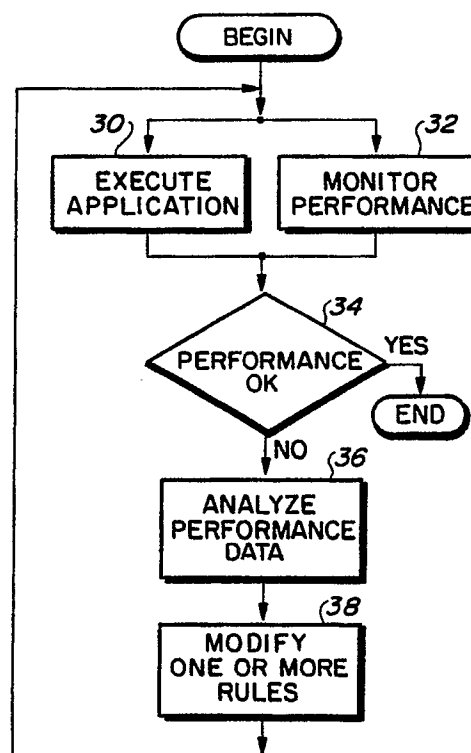 BEGIN
30
32
EXECUTE
APPLICATION
MONITOR
PERFORMANCE
34
PERFORMANCE
OK
YES
END
NO
36
ANALYZE
PERFORMANCE
DATA
38
MODIFY
ONE OR MORE
RULES